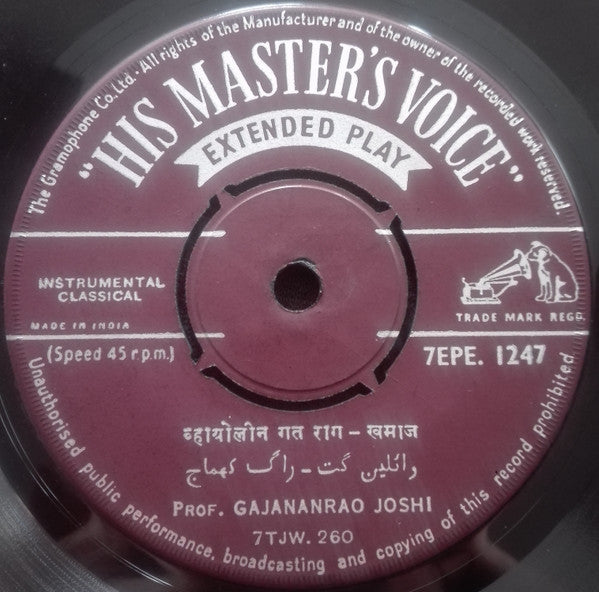 The Gramophone Co. Ltd. · All rights of the Manufacturer and of the owner of the recorded work reserved.
"HIS MASTER'S VOICE"
EXTENDED PLAY
INSTRUMENTAL
CLASSICAL
MADE IN INDIA
TRADE MARK REGD.
(Speed 45 r.p.m.)
7EPE. 1247
व्हायोलीन गत राग – खमाज
وائلین گت - راگ کھماج
PROF. GAJANANRAO JOSHI
7TJW. 260
Unauthorised public performance, broadcasting and copying of this record prohibited